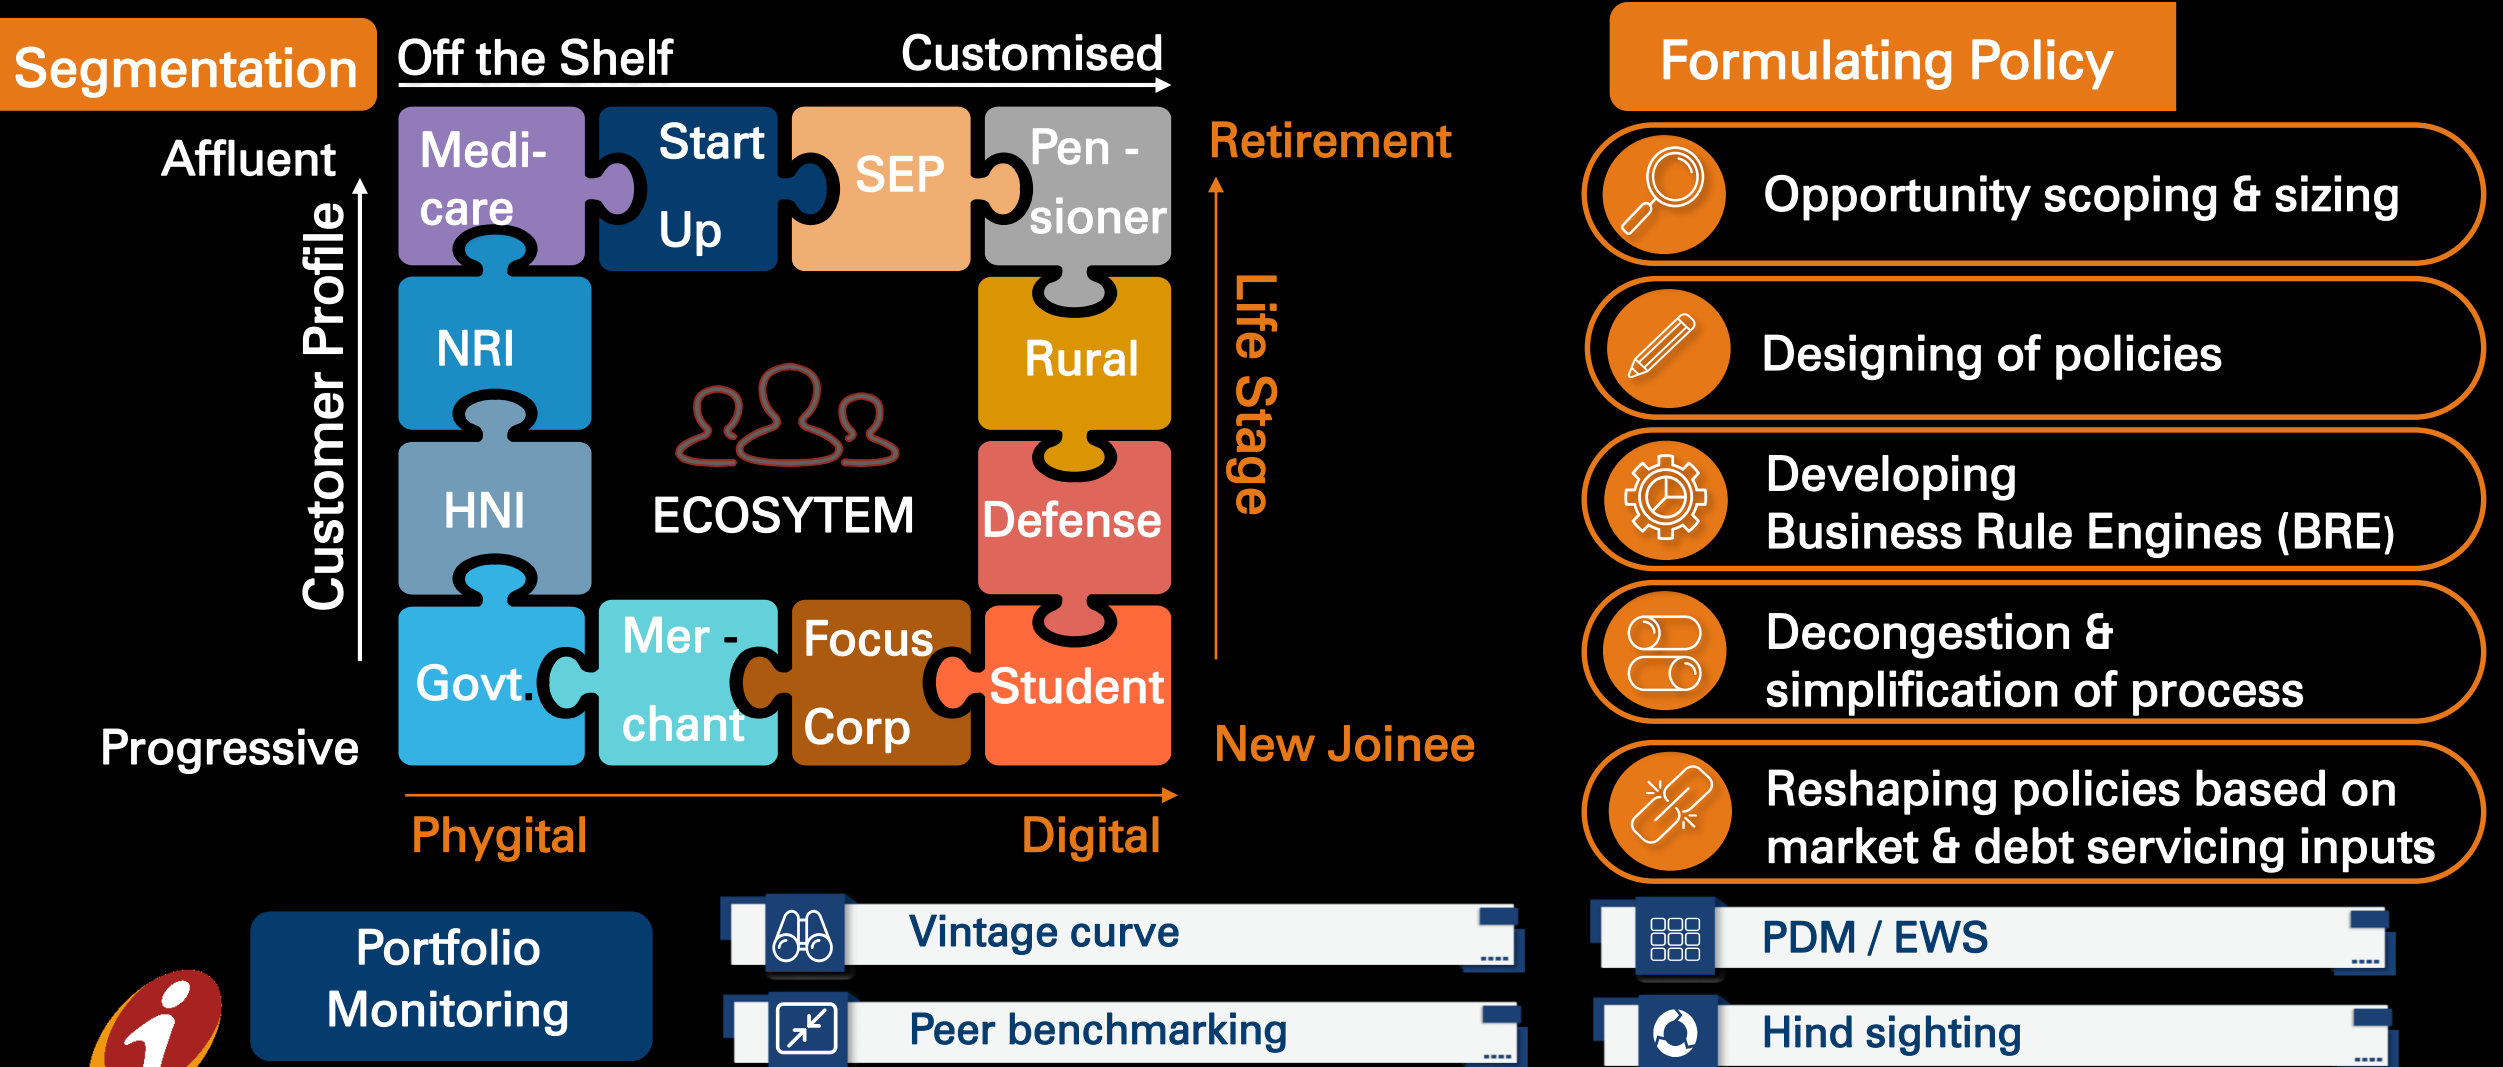 Segmentation
Off the Shelf
Customised
Formulating Policy
Affluent
Customer Profile
Progressive
Medi-
care
Start
Up
SEP
Pen -
sioner
NRI
Rural
HNI
Defense
Govt.
Mer -
chant
Focus
Corp
Student
ECOSYTEM
Retirement
Life Stage
New Joinee
Phygital
Digital
Opportunity scoping & sizing
Designing of policies
Developing
Business Rule Engines (BRE)
Decongestion &
simplification of process
Reshaping policies based on
market & debt servicing inputs
Portfolio
Monitoring
Vintage curve
PDM / EWS
Peer benchmarking
Hind sighting